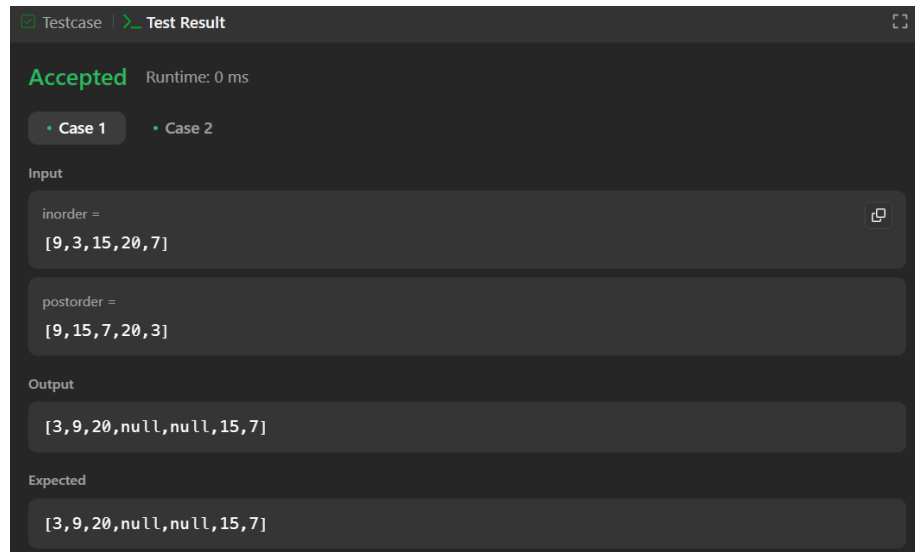 Testcase | >_ Test Result
Accepted Runtime: 0 ms
• Case 1 • Case 2
Input
inorder =
[9,3,15,20,7]
postorder =
[9,15,7,20,3]
Output
[3,9,20,null,null,15,7]
Expected
[3,9,20,null,null,15,7]